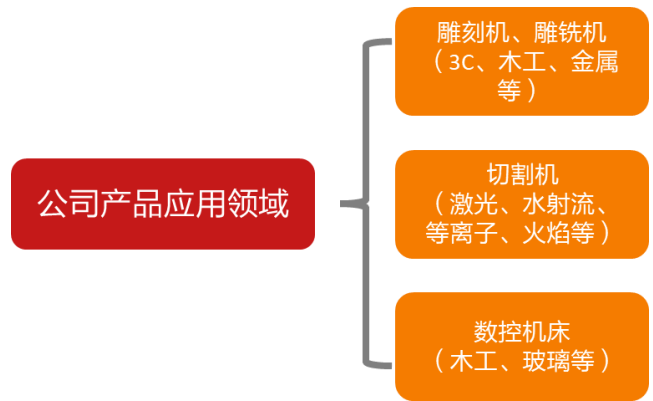 公司产品应用领域
雕刻机、雕铣机
（3C、木工、金属
等）
切割机
（激光、水射流、
等离子、火焰等）
数控机床
（木工、玻璃等）